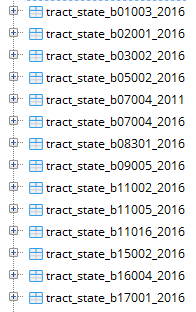 tract_state_b01003_2016
tract_state_b02001_2016
tract_state_b03002_2016
tract_state_b05002_2016
tract_state_b07004_2011
tract_state_b07004_2016
tract_state_b08301_2016
tract_state_b09005_2016
tract_state_b11002_2016
tract_state_b11005_2016
tract_state_b11016_2016
tract_state_b15002_2016
tract_state_b16004_2016
tract_state_b17001_2016